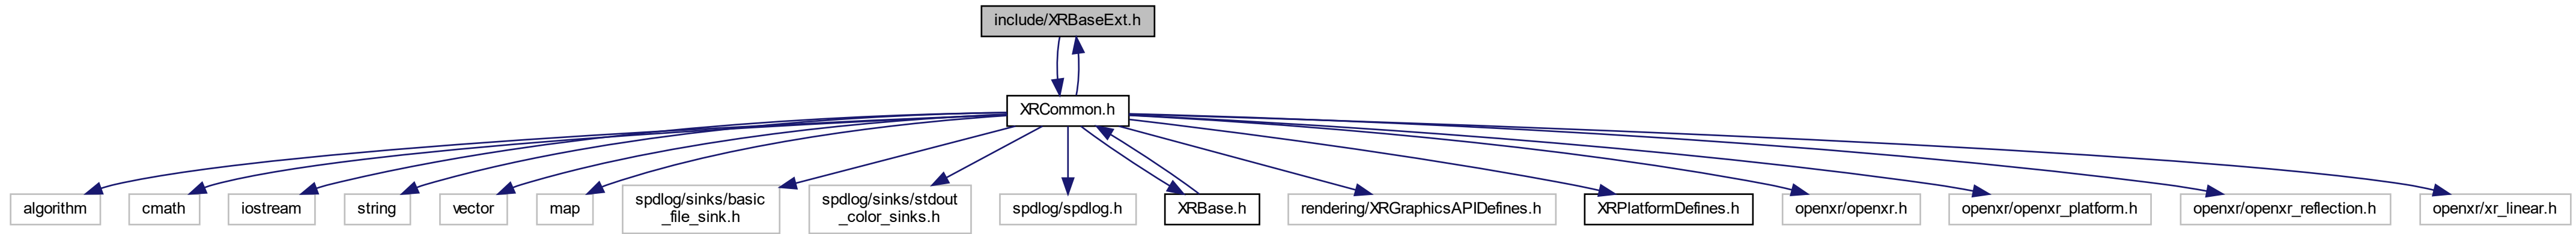 include/XRBaseExt.h
XRCommon.h
algorithm
cmath
iostream
string
vector
map
spdlog/sinks/basic
_file_sink.h
spdlog/sinks/stdout
_color_sinks.h
spdlog/spdlog.h
XRBase.h
rendering/XRGraphicsAPIDefines.h
XRPlatformDefines.h
openxr/openxr.h
openxr/openxr_platform.h
openxr/openxr_reflection.h
openxr/xr_linear.h